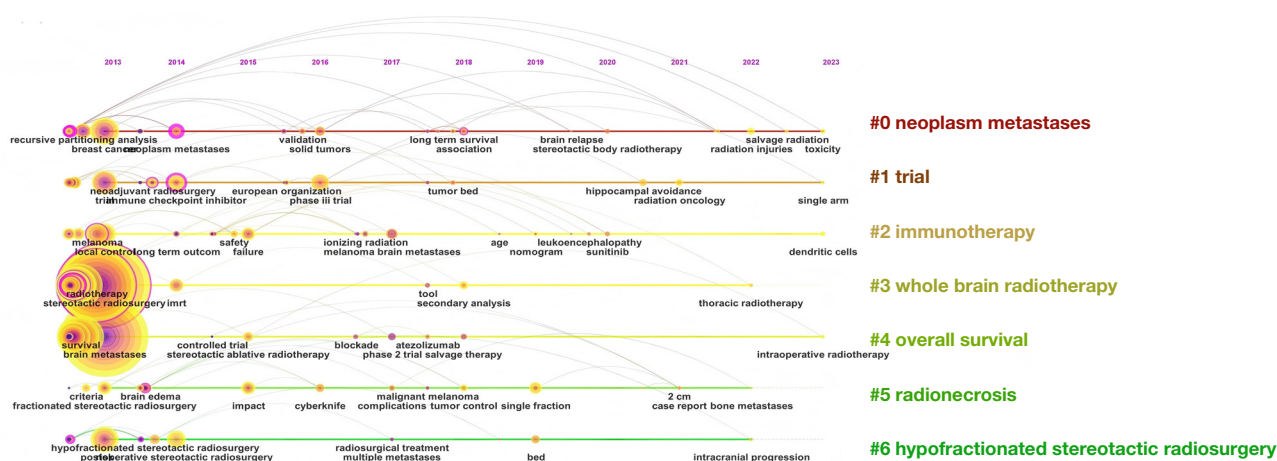 2013 2014 2015 2016 2017 2018 2019 2020 2021 2022 2023
recursive partitioning analysis validation long term survival brain relapse salvage radiation
breast cancer neoplasm metastases solid tumors association stereotactic body radiotherapy radiation injuries toxicity
#0 neoplasm metastases
neoadjuvant radiosurgery european organization tumor bed hippocampal avoidance
trial immune checkpoint inhibitor phase iii trial radiation oncology single arm
#1 trial
melanoma safety ionizing radiation age leukoencephalopathy
local control long term outcom failure melanoma brain metastases nomogram sunitinib dendritic cells
#2 immunotherapy
radiotherapy tool
stereotactic radiosurgery imrt secondary analysis thoracic radiotherapy
#3 whole brain radiotherapy
survival controlled trial blockade atezolizumab
brain metastases stereotactic ablative radiotherapy phase 2 trial salvage therapy intraoperative radiotherapy
#4 overall survival
criteria brain edema malignant melanoma 2 cm
fractionated stereotactic radiosurgery impact cyberknife complications tumor control single fraction case report bone metastases
#5 radionecrosis
hypofractionated stereotactic radiosurgery radiosurgical treatment
stereotactic radiosurgery multiple metastases bed intracranial progression
#6 hypofractionated stereotactic radiosurgery